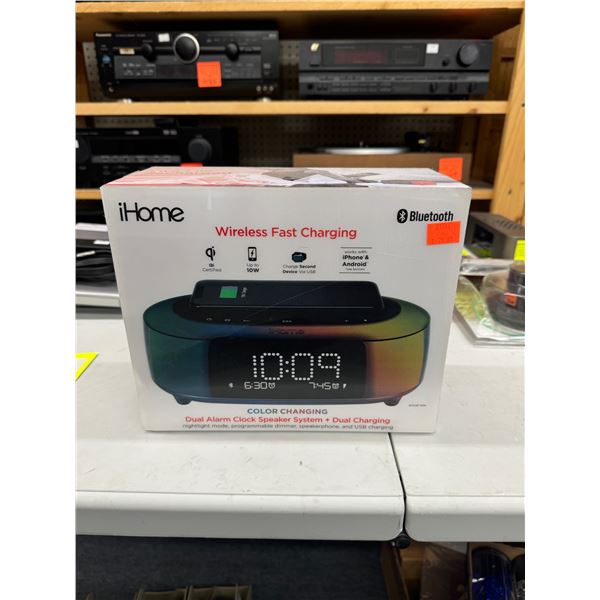 Panasonic
iHome
Bluetooth
Wireless Fast Charging
Qi
Certified
Up to
10W
Charge Second
Device Via USB
works with
iPhone &
Android
iHome
10:09
6:30
7:45
COLOR CHANGING
Dual Alarm Clock Speaker System + Dual Charging
nightlight mode, programmable dimmer, speakerphone, and USB charging